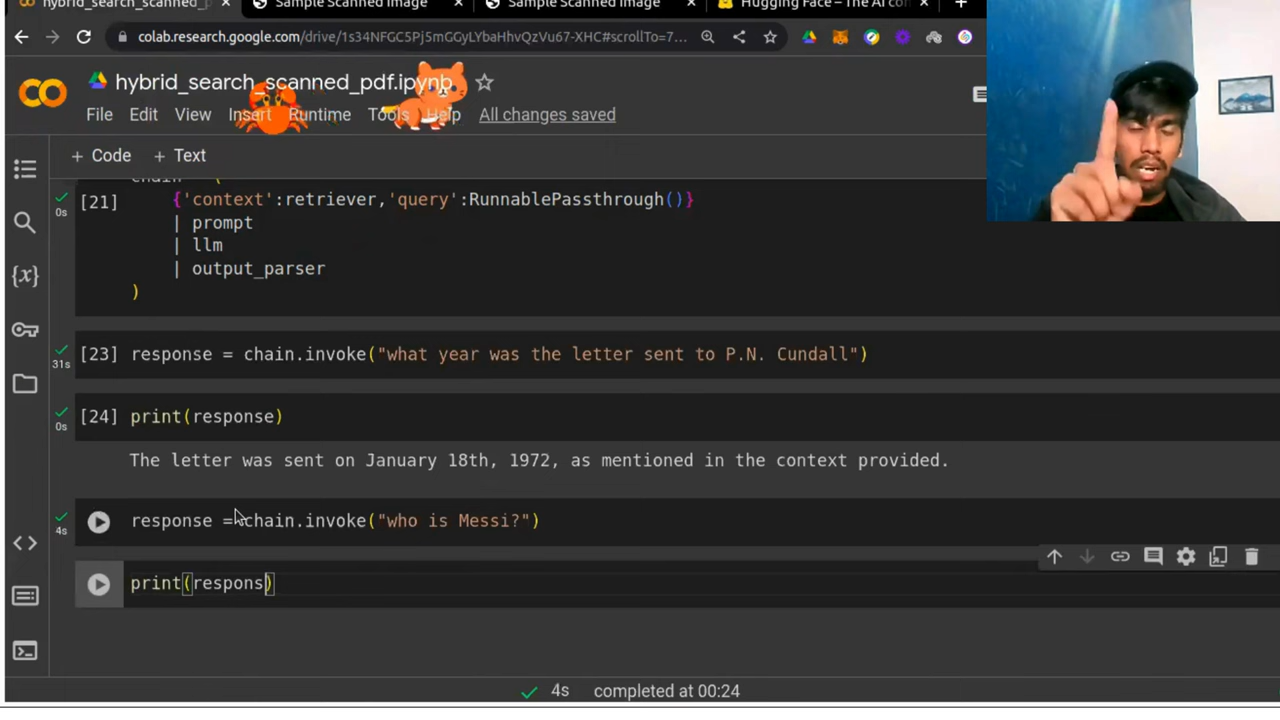 hybrid_search_scanned_p
Sample Scanned Image
Sample Scanned Image
Hugging Face – The AI com
colab.research.google.com/drive/1s34NFGC5Pj5mGGyLYbaHhvQzVu67-XHC#scrollTo=7...
hybrid_search_scanned_pdf.ipynb
File Edit View Insert Runtime Tools Help All changes saved
+ Code + Text
[21] {'context':retriever,'query':RunnablePassthrough()}
0s
| prompt
| llm
| output_parser
)
[23] response = chain.invoke("what year was the letter sent to P.N. Cundall")
31s
[24] print(response)
0s
The letter was sent on January 18th, 1972, as mentioned in the context provided.
response = chain.invoke("who is Messi?")
4s
print(respons)
4s completed at 00:24